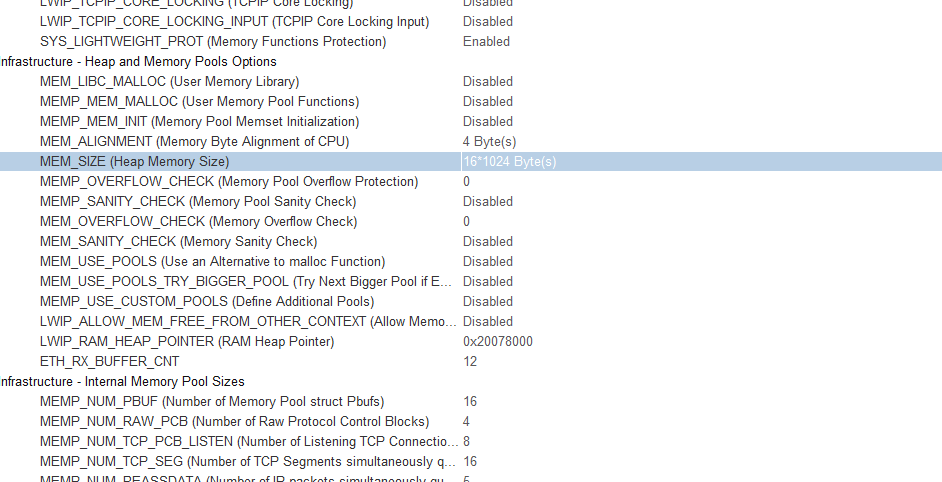 LWIP_TCPIP_CORE_LOCKING (TCPIP Core Locking) Disabled
LWIP_TCPIP_CORE_LOCKING_INPUT (TCPIP Core Locking Input) Disabled
SYS_LIGHTWEIGHT_PROT (Memory Functions Protection) Enabled
nfrastructure - Heap and Memory Pools Options
MEM_LIBC_MALLOC (User Memory Library) Disabled
MEMP_MEM_MALLOC (User Memory Pool Functions) Disabled
MEMP_MEM_INIT (Memory Pool Memset Initialization) Disabled
MEM_ALIGNMENT (Memory Byte Alignment of CPU) 4 Byte(s)
MEM_SIZE (Heap Memory Size) 16*1024 Byte(s)
MEMP_OVERFLOW_CHECK (Memory Pool Overflow Protection) 0
MEMP_SANITY_CHECK (Memory Pool Sanity Check) Disabled
MEM_OVERFLOW_CHECK (Memory Overflow Check) 0
MEM_SANITY_CHECK (Memory Sanity Check) Disabled
MEM_USE_POOLS (Use an Alternative to malloc Function) Disabled
MEM_USE_POOLS_TRY_BIGGER_POOL (Try Next Bigger Pool if E... Disabled
MEMP_USE_CUSTOM_POOLS (Define Additional Pools) Disabled
LWIP_ALLOW_MEM_FREE_FROM_OTHER_CONTEXT (Allow Memo... Disabled
LWIP_RAM_HEAP_POINTER (RAM Heap Pointer) 0x20078000
ETH_RX_BUFFER_CNT 12
nfrastructure - Internal Memory Pool Sizes
MEMP_NUM_PBUF (Number of Memory Pool struct Pbufs) 16
MEMP_NUM_RAW_PCB (Number of Raw Protocol Control Blocks) 4
MEMP_NUM_TCP_PCB_LISTEN (Number of Listening TCP Connectio... 8
MEMP_NUM_TCP_SEG (Number of TCP Segments simultaneously q... 16
MEMP_NUM_REASSDATA (Number of IP packets simultaneously qu... 5